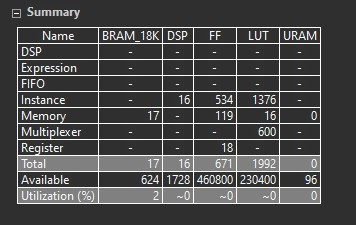 Summary
Name BRAM_18K DSP FF LUT URAM
DSP - - - - -
Expression - - - - -
FIFO - - - - -
Instance - 16 534 1376 -
Memory 17 - 119 16 0
Multiplexer - - - 600 -
Register - - 18 - -
Total 17 16 671 1992 0
Available 624 1728 460800 230400 96
Utilization (%) 2 ~0 ~0 ~0 0